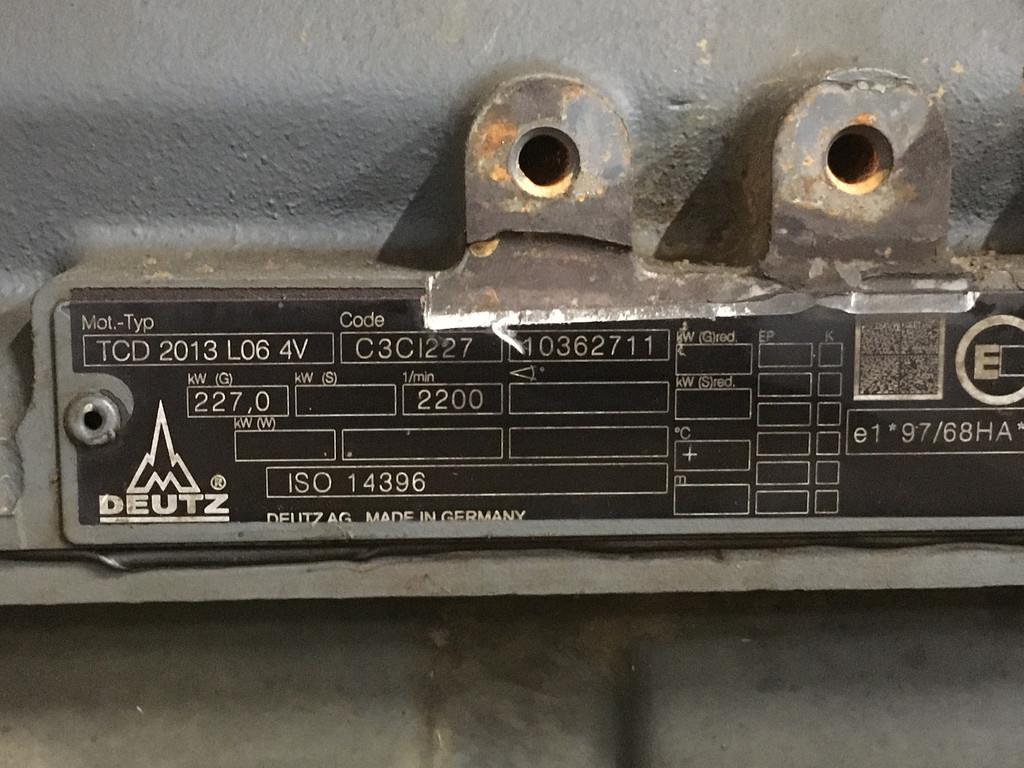 Mot.-Typ Code
TCD 2013 L06 4V C3CI227 10362711
kW (G)red. EP K
kW (G) kW (S) 1/min
227,0 2200
kW (S)red.
kW (W)
°C
+
ISO 14396
m
DEUTZ ®
DEUTZ AG MADE IN GERMANY
e1*97/68HA*
E